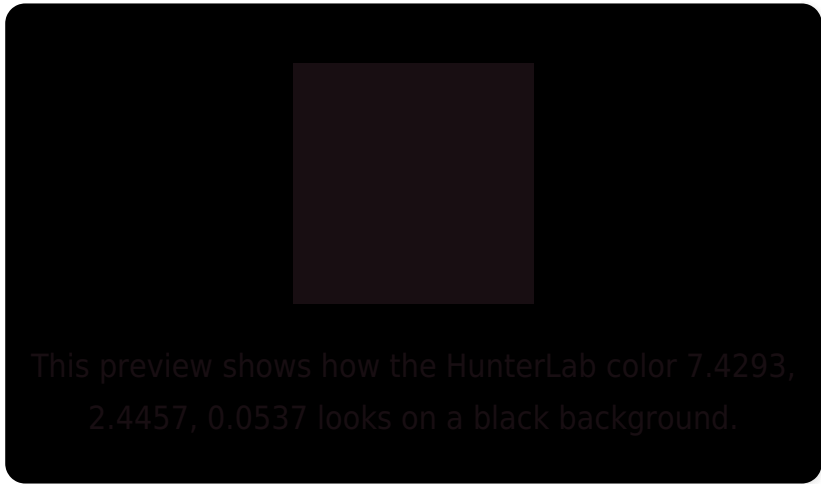 This preview shows how the HunterLab color 7.4293,
2.4457, 0.0537 looks on a black background.